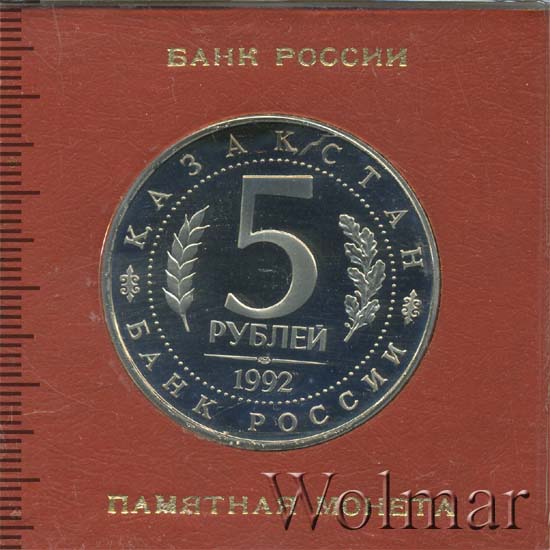 БАНК РОССИИ
ҚАЗАҚСТАН
5
РУБЛЕЙ
1992
БАНК РОССИИ
ПАМЯТНАЯ МОНЕТА
Wolmar